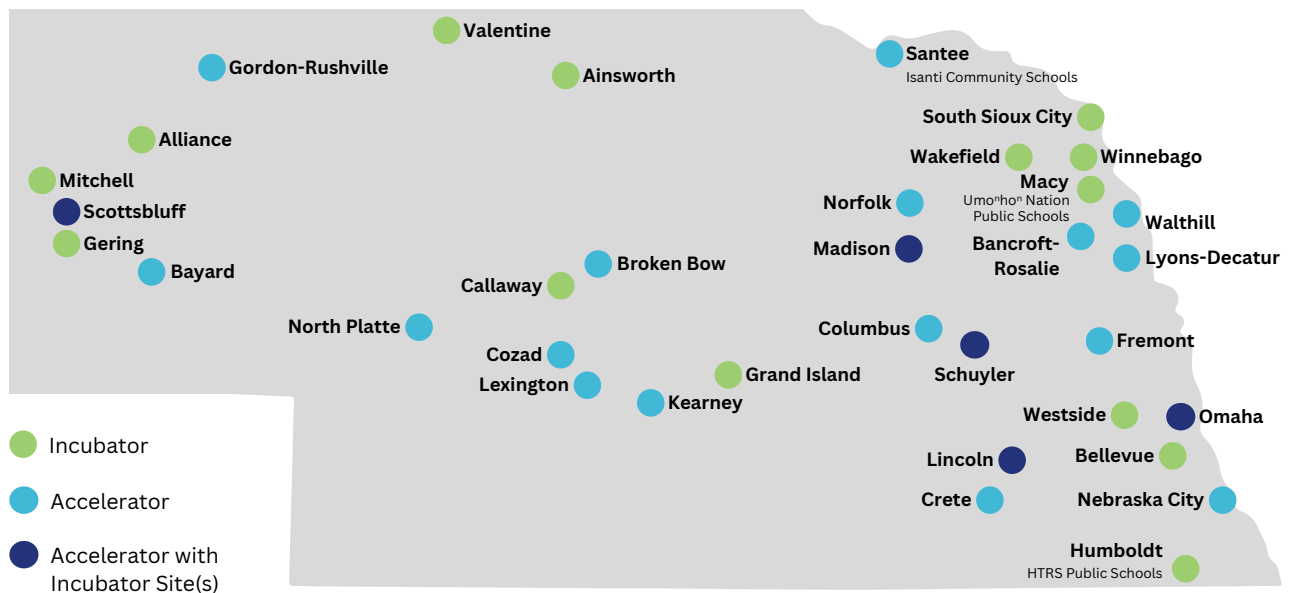 Valentine
Santee
Gordon-Rushville
Ainsworth
Isanti Community Schools
South Sioux City
Alliance
Wakefield
Winnebago
Mitchell
Macy
Umoⁿhoⁿ Nation
Public Schools
Scottsbluff
Norfolk
Walthill
Gering
Madison
Bancroft-
Rosalie
Lyons-Decatur
Bayard
Broken Bow
Callaway
North Platte
Columbus
Fremont
Cozad
Schuyler
Lexington
Grand Island
Kearney
Westside
Omaha
Incubator
Lincoln
Bellevue
Accelerator
Crete
Nebraska City
Accelerator with
Incubator Site(s)
Humboldt
HTRS Public Schools